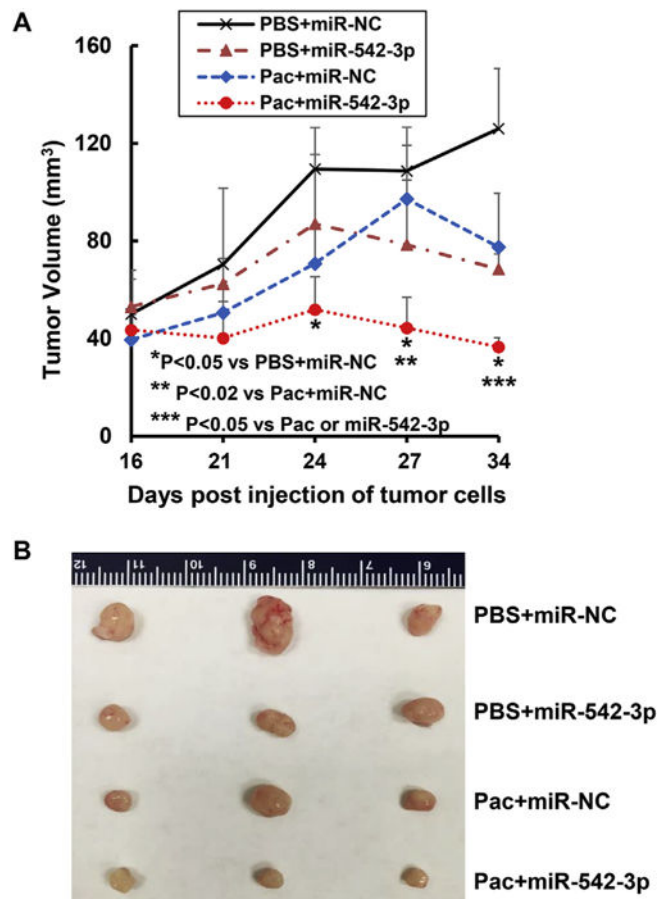 A
PBS+miR-NC
PBS+miR-542-3p
Pac+miR-NC
Pac+miR-542-3p
Tumor Volume (mm³)
160
120
80
40
0
*
*
**
*
***
*P<0.05 vs PBS+miR-NC
** P<0.02 vs Pac+miR-NC
*** P<0.05 vs Pac or miR-542-3p
16 21 24 27 34
Days post injection of tumor cells
B
12 11 10 9 8 7 6
PBS+miR-NC
PBS+miR-542-3p
Pac+miR-NC
Pac+miR-542-3p